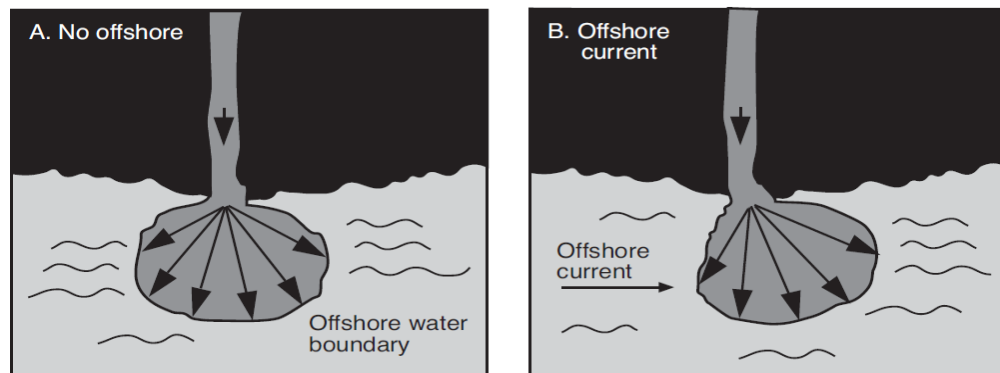 A. No offshore
Offshore water
boundary
B. Offshore
current
Offshore
current